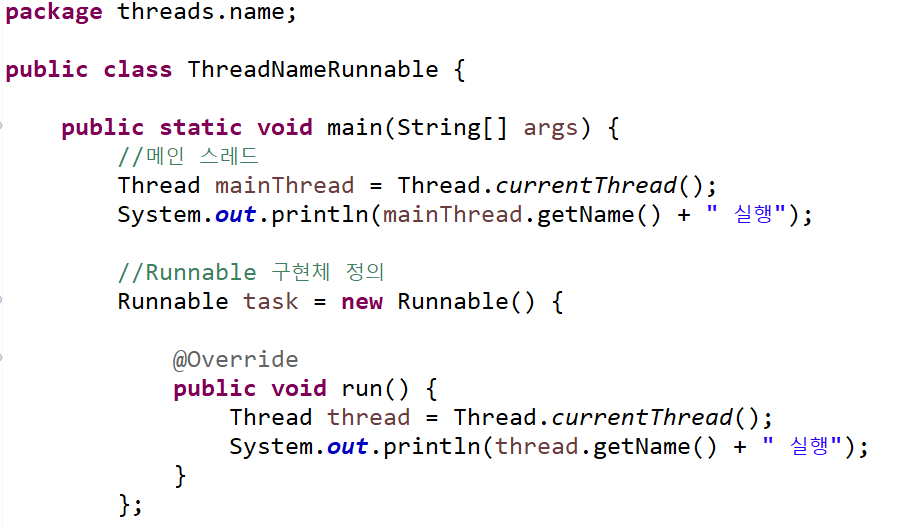 package threads.name;
public class ThreadNameRunnable {
public static void main(String[] args) {
//메인 스레드
Thread mainThread = Thread.currentThread();
System.out.println(mainThread.getName() + " 실행");
//Runnable 구현체 정의
Runnable task = new Runnable() {
@Override
public void run() {
Thread thread = Thread.currentThread();
System.out.println(thread.getName() + " 실행");
}
};